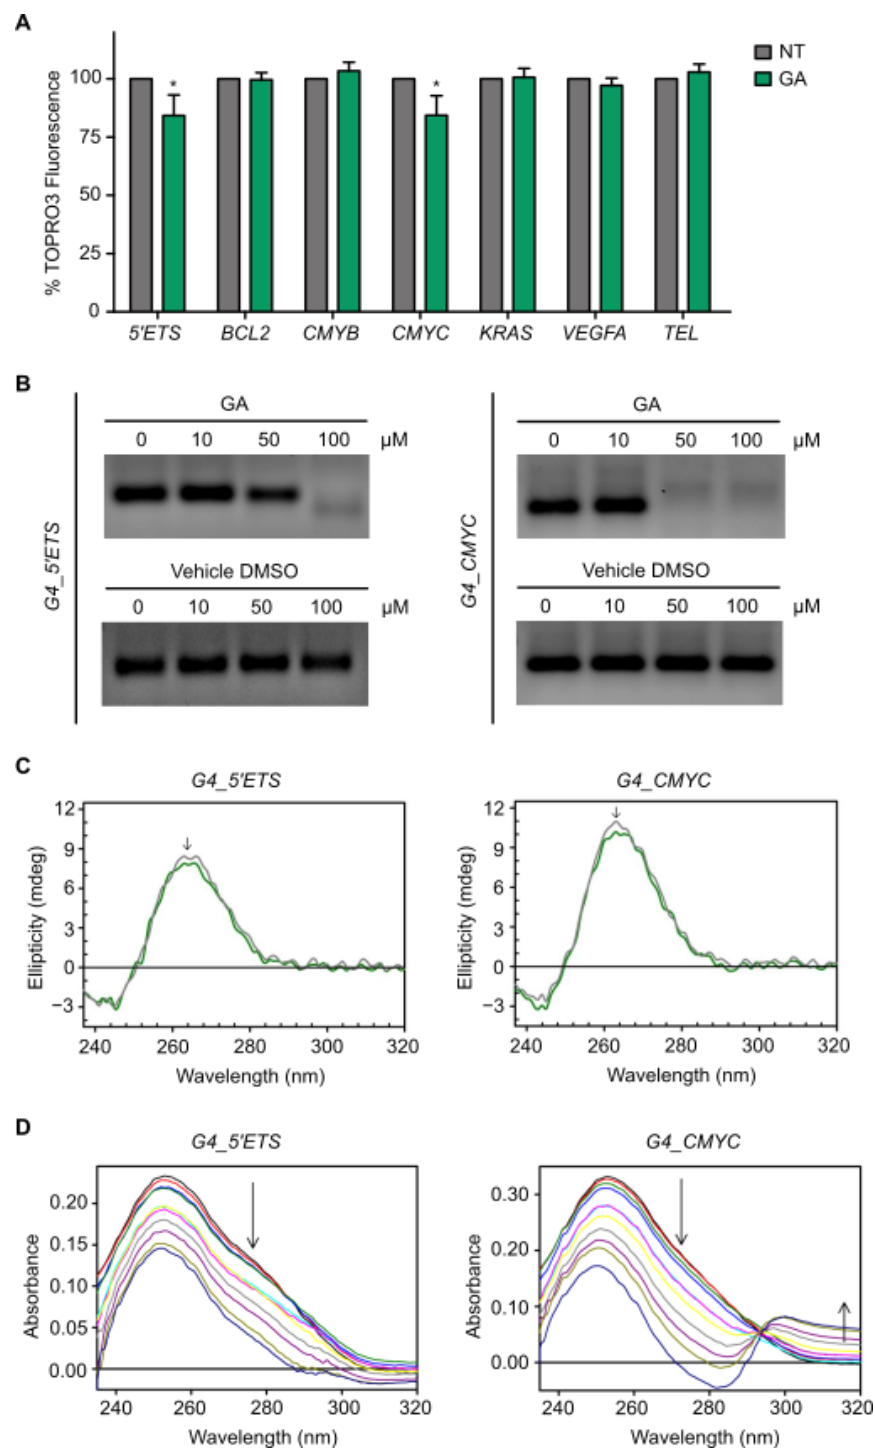 A
% TOPRO3 Fluorescence
100
75
50
25
0
* *
NT
GA
5'ETS BCL2 CMYB CMYC KRAS VEGFA TEL
B
G4_5'ETS
GA
0 10 50 100 µM
Vehicle DMSO
0 10 50 100 µM
G4_CMYC
GA
0 10 50 100 µM
Vehicle DMSO
0 10 50 100 µM
C
G4_5'ETS
Ellipticity (mdeg)
12
9
6
3
0
−3
240 260 280 300 320
Wavelength (nm)
G4_CMYC
Ellipticity (mdeg)
12
9
6
3
0
−3
240 260 280 300 320
Wavelength (nm)
D
G4_5'ETS
Absorbance
0.20
0.15
0.10
0.05
0.00
240 260 280 300 320
Wavelength (nm)
G4_CMYC
Absorbance
0.30
0.20
0.10
0.00
240 260 280 300 320
Wavelength (nm)